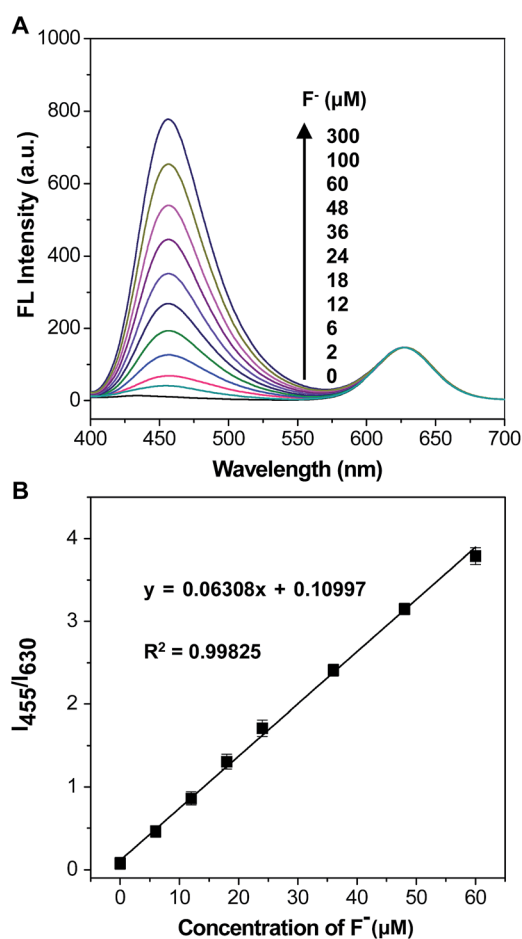 A
1000
800
600
400
200
0
FL Intensity (a.u.)
F⁻ (µM)
300
100
60
48
36
24
18
12
6
2
0
400 450 500 550 600 650 700
Wavelength (nm)
B
4
3
2
1
0
I455/I630
y = 0.06308x + 0.10997
R² = 0.99825
0 10 20 30 40 50 60
Concentration of F⁻(µM)